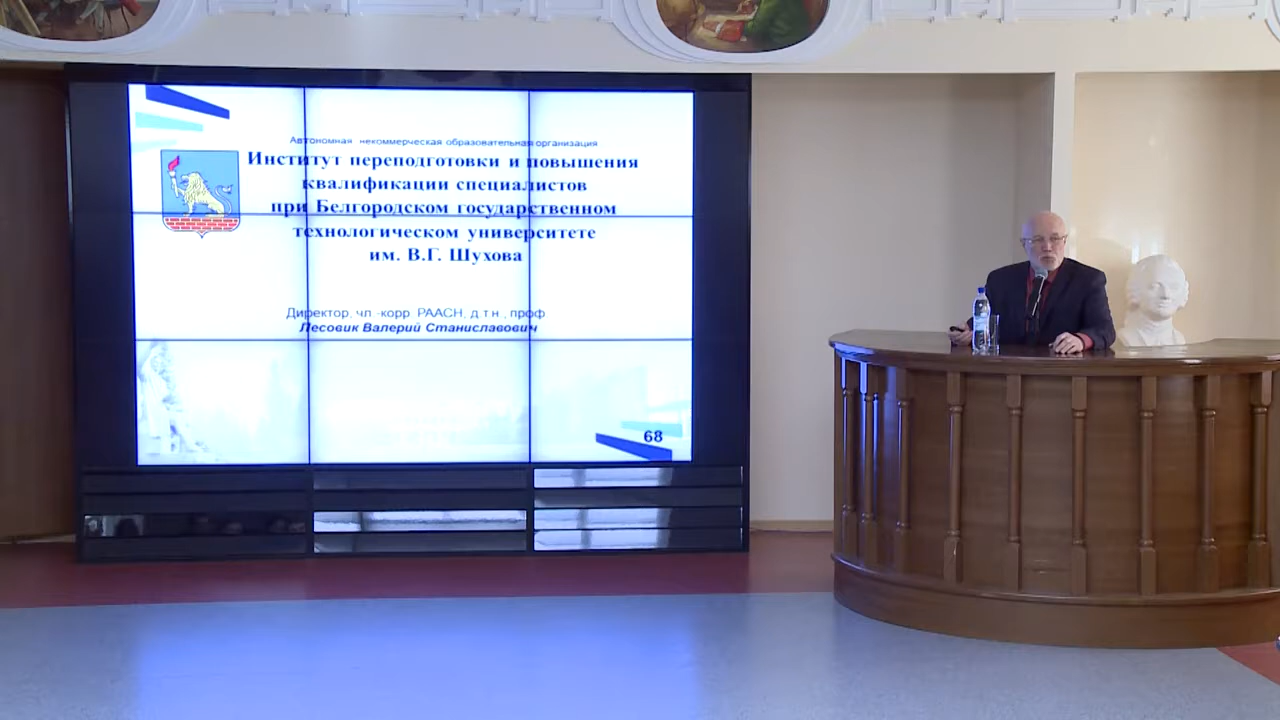 Автономная некоммерческая образовательная организация
Институт переподготовки и повышения
квалификации специалистов
при Белгородском государственном
технологическом университете
им. В.Г. Шухова
Директор, чл.-корр. РААСН, д.т.н., проф.
Лесовик Валерий Станиславович
68